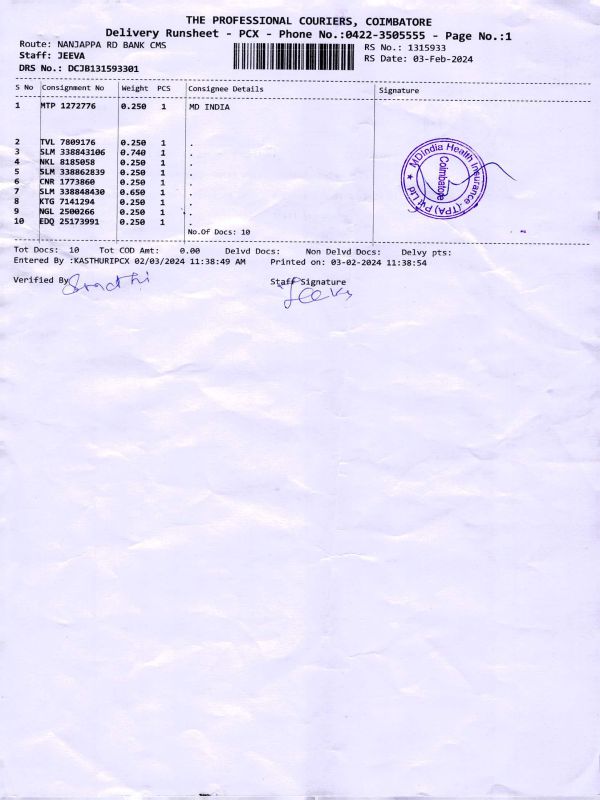 THE PROFESSIONAL COURIERS, COIMBATORE
Delivery Runsheet - PCX - Phone No.:0422-3505555 - Page No.:1
Route: NANJAPPA RD BANK CMS RS No.: 1315933
Staff: JEEVA RS Date: 03-Feb-2024
DRS No.: DCJB131593301
S No Consignment No Weight PCS Consignee Details Signature
1 MTP 1272776 0.250 1 MD INDIA
2 TVL 7809176 0.250 1 .
3 SLM 338843106 0.740 1 .
4 NKL 8185058 0.250 1 .
5 SLM 338862839 0.250 1 .
6 CNR 1773860 0.250 1 .
7 SLM 338848430 0.650 1 .
8 KTG 7141294 0.250 1 .
9 NGL 2500266 0.250 1 .
10 EDQ 25173991 0.250 1 .
MDIndia Health Insurance (TPA) Pvt Ltd ★
Coimbatore
No.Of Docs: 10
Tot Docs: 10 Tot COD Amt: 0.00 Delvd Docs: Non Delvd Docs: Delvy pts:
Entered By :KASTHURIPCX 02/03/2024 11:38:49 AM Printed on: 03-02-2024 11:38:54
Verified By Staff Signature
Jeeva